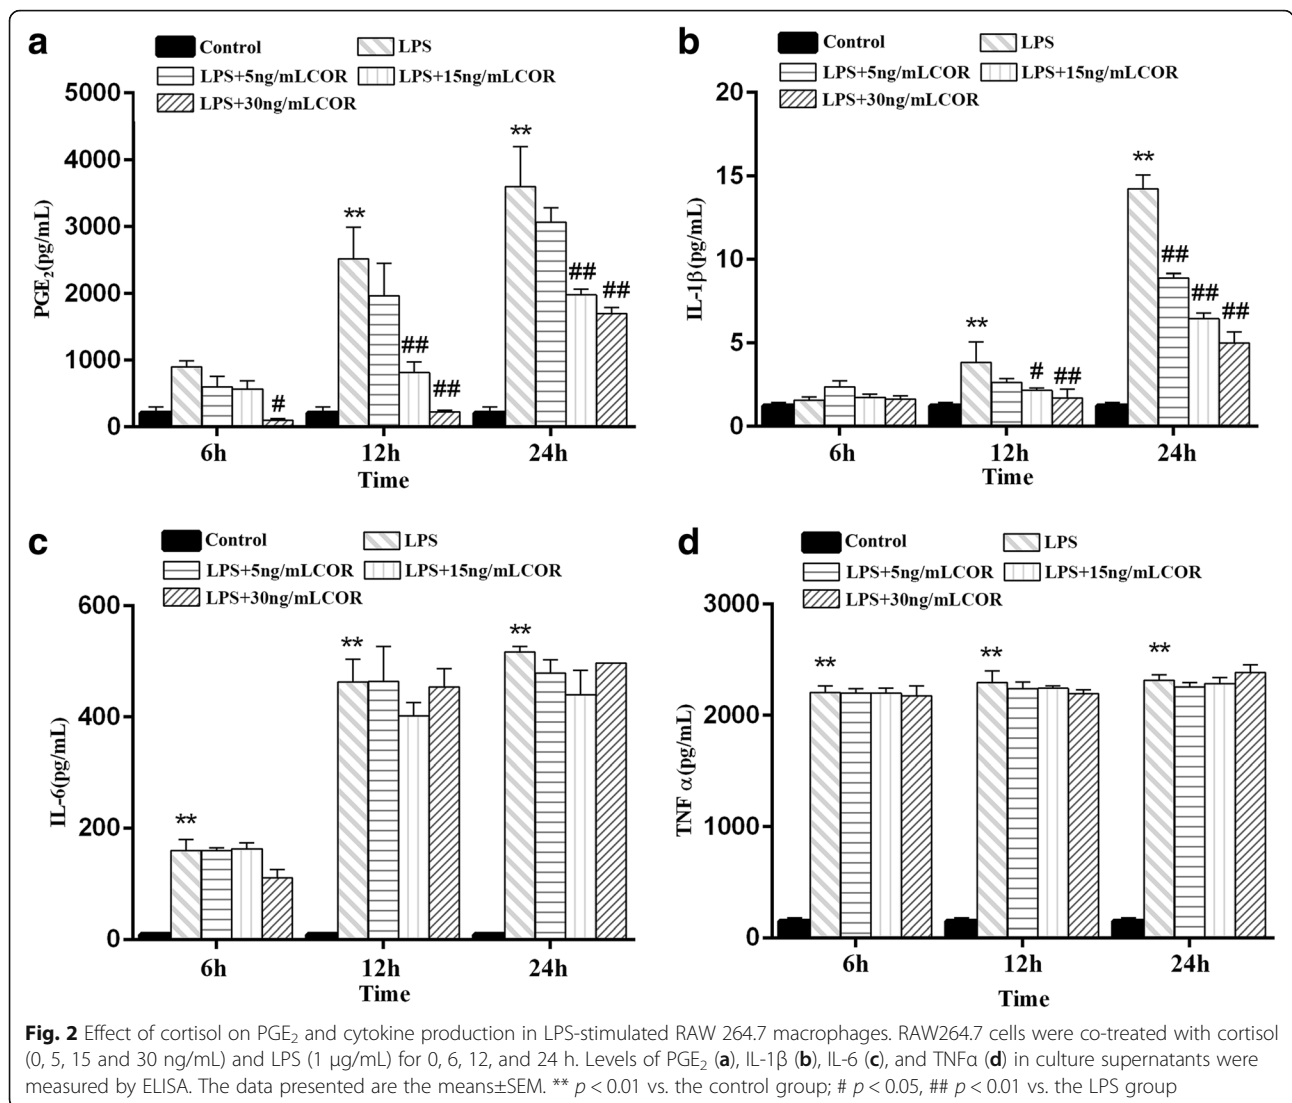 a
Control
LPS
LPS+5ng/mLCOR
LPS+15ng/mLCOR
LPS+30ng/mLCOR
5000
4000
3000
2000
1000
0
PGE₂(pg/mL)
**
**
##
##
#
##
##
6h
12h
24h
Time
b
Control
LPS
LPS+5ng/mLCOR
LPS+15ng/mLCOR
LPS+30ng/mLCOR
20
15
10
5
0
IL-1β(pg/mL)
**
##
##
##
**
#
##
6h
12h
24h
Time
c
Control
LPS
LPS+5ng/mLCOR
LPS+15ng/mLCOR
LPS+30ng/mLCOR
600
400
200
0
IL-6(pg/mL)
**
**
**
6h
12h
24h
Time
d
Control
LPS
LPS+5ng/mLCOR
LPS+15ng/mLCOR
LPS+30ng/mLCOR
3000
2000
1000
0
TNF α(pg/mL)
**
**
**
6h
12h
24h
Time
Fig. 2 Effect of cortisol on PGE₂ and cytokine production in LPS-stimulated RAW 264.7 macrophages. RAW264.7 cells were co-treated with cortisol
(0, 5, 15 and 30 ng/mL) and LPS (1 μg/mL) for 0, 6, 12, and 24 h. Levels of PGE₂ (a), IL-1β (b), IL-6 (c), and TNFα (d) in culture supernatants were
measured by ELISA. The data presented are the means±SEM. ** p < 0.01 vs. the control group; # p < 0.05, ## p < 0.01 vs. the LPS group